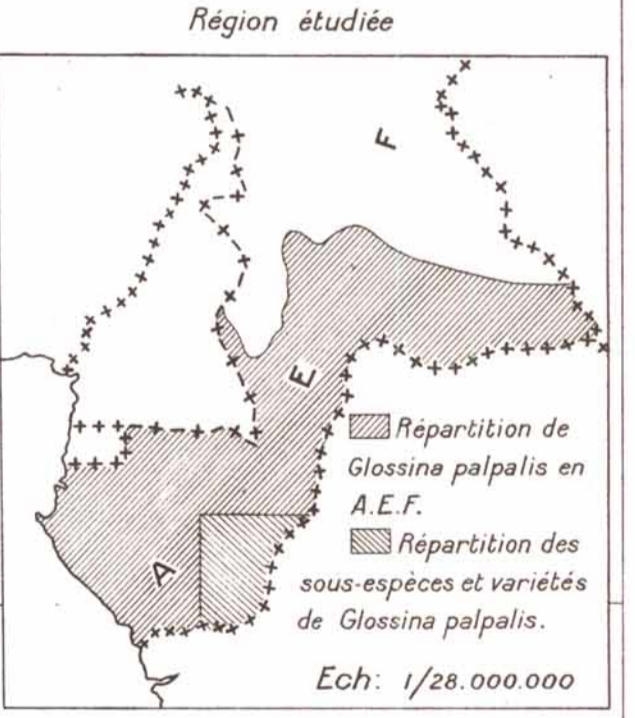 Région étudiée
F
E
A
Répartition de
Glossina palpalis en
A.E.F.
Répartition des
sous-espèces et variétés
de Glossina palpalis.
Ech: 1/28.000.000